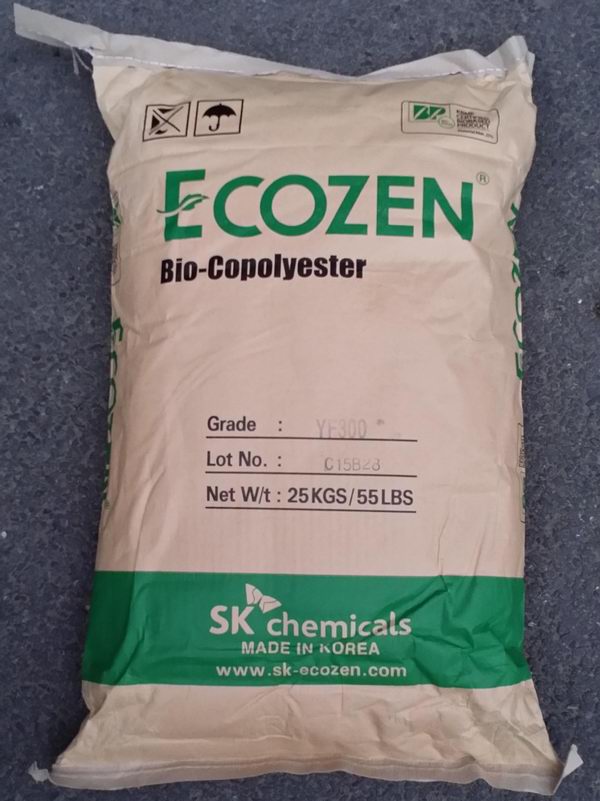 ECOZEN®
Bio-Copolyester
Grade : YF300
Lot No. : C15B28
Net W/t : 25KGS/55LBS
SK chemicals
MADE IN KOREA
www.sk-ecozen.com
ECOZEN